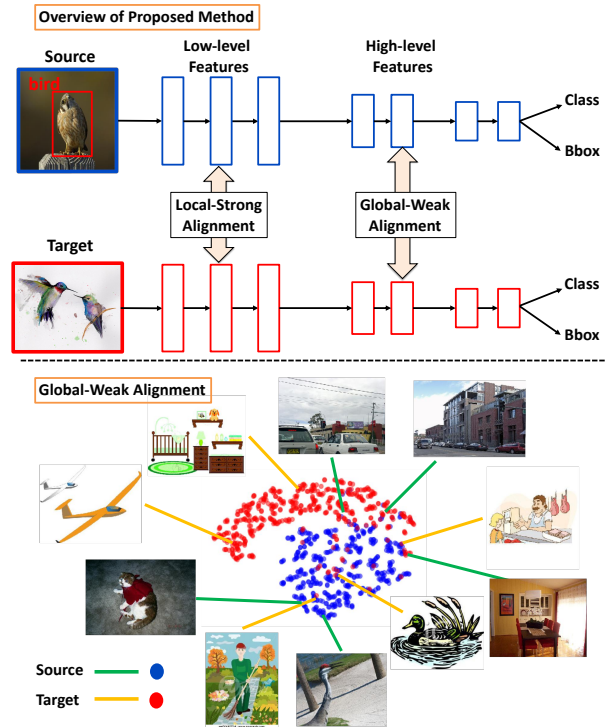 Overview of Proposed Method
Source
Low-level
Features
High-level
Features
bird
Class
Bbox
Local-Strong
Alignment
Global-Weak
Alignment
Target
Class
Bbox
Global-Weak Alignment
Source
Target